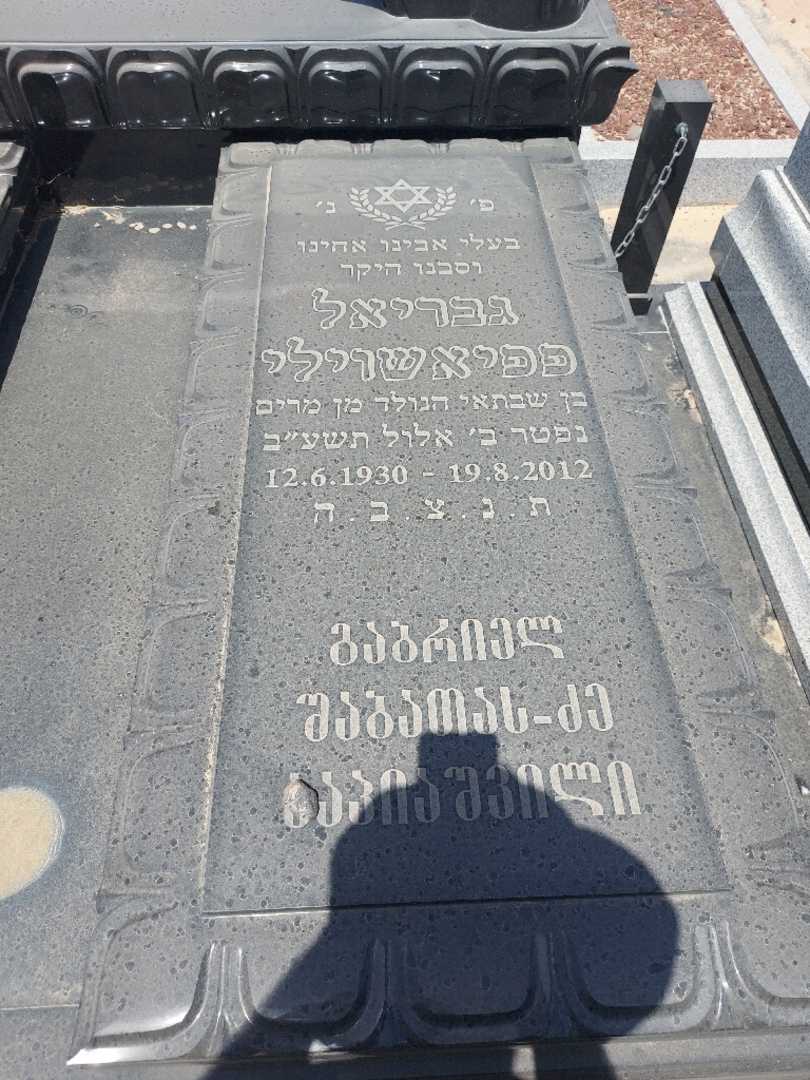 פ׳ נ׳
בעלי אבינו אחינו
וסבנו היקר
גבריאל
פפיאשוילי
בן שבתאי הנולד מן מרים
נפטר ב׳ אלול תשע״ב
12.6.1930 - 19.8.2012
ת.נ.צ.ב.ה
გაბრიელ
შაბათას-ძე
პაპიაშვილი